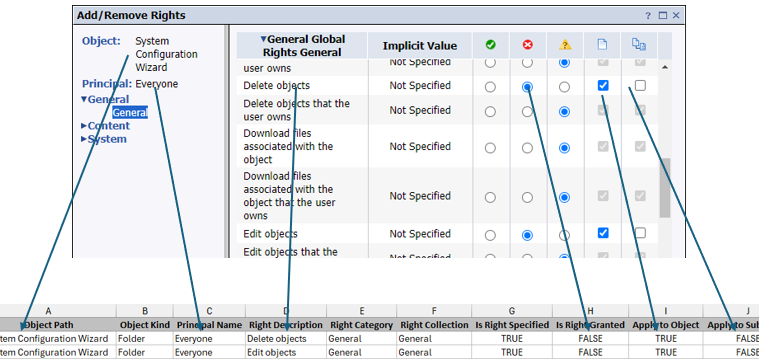 Add/Remove Rights
Object: System
Configuration
Wizard
Principal: Everyone
General
General
Content
System
General Global
Rights General
Implicit Value
user owns
Not Specified
Delete objects
Not Specified
Delete objects that the
user owns
Not Specified
Download files
associated with the
object
Not Specified
Download files
associated with the
object that the user
owns
Not Specified
Edit objects
Not Specified
Edit objects that the
Not Specified
A B C D E F G H I J
Object Path Object Kind Principal Name Right Description Right Category Right Collection Is Right Specified Is Right Granted Apply to Object Apply to Sub
tem Configuration Wizard Folder Everyone Delete objects General General TRUE FALSE TRUE FALSE
tem Configuration Wizard Folder Everyone Edit objects General General TRUE FALSE TRUE FALSE